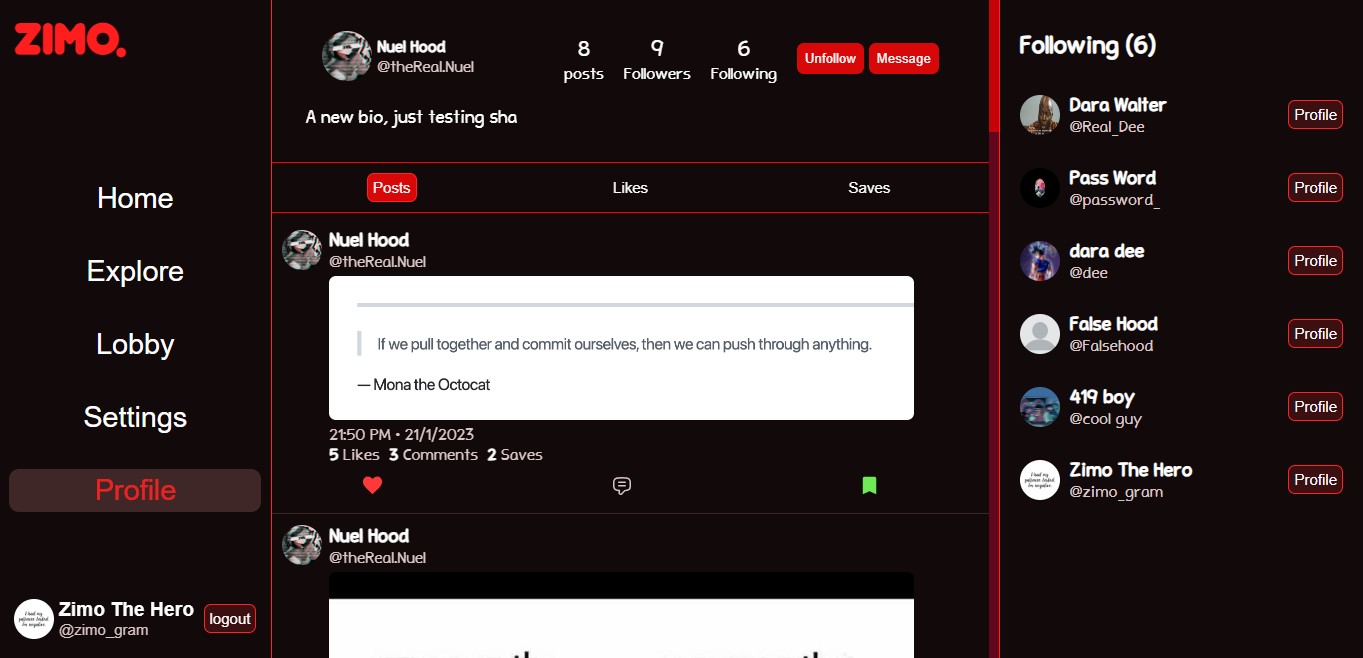 ZIMO.
Home
Explore
Lobby
Settings
Profile
Zimo The Hero
@zimo_gram
logout
Nuel Hood
@theReal.Nuel
8
posts
9
Followers
6
Following
Unfollow
Message
A new bio, just testing sha
Posts
Likes
Saves
Nuel Hood
@theReal.Nuel
If we pull together and commit ourselves, then we can push through anything.
— Mona the Octocat
21:50 PM • 21/1/2023
5 Likes 3 Comments 2 Saves
Nuel Hood
@theReal.Nuel
Following (6)
Dara Walter
@Real_Dee
Profile
Pass Word
@password_
Profile
dara dee
@dee
Profile
False Hood
@Falsehood
Profile
419 boy
@cool guy
Profile
Zimo The Hero
@zimo_gram
Profile